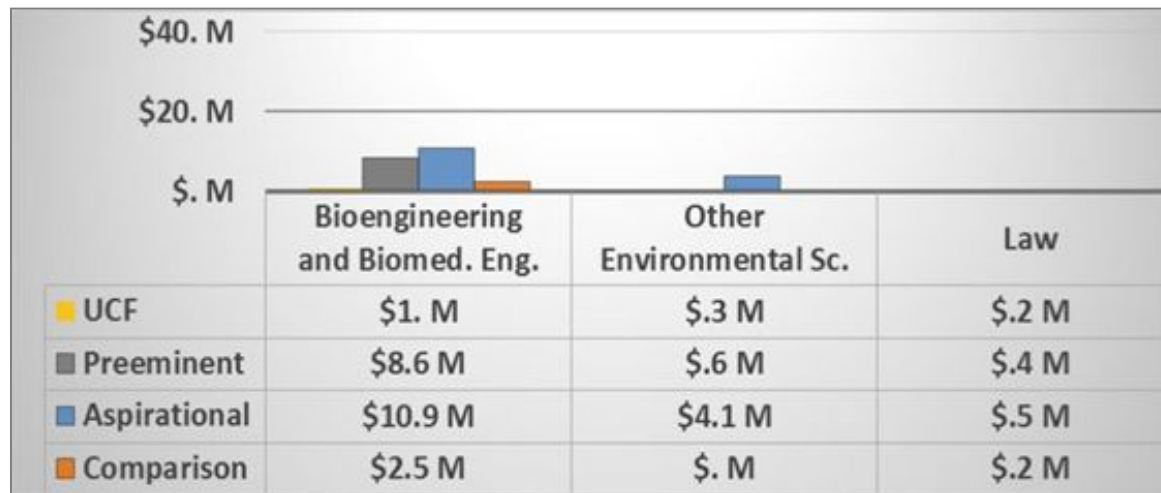 $40. M
$20. M
$. M
Bioengineering
and Biomed. Eng.
Other
Environmental Sc.
Law
UCF $1. M $.3 M $.2 M
Preeminent $8.6 M $.6 M $.4 M
Aspirational $10.9 M $4.1 M $.5 M
Comparison $2.5 M $. M $.2 M